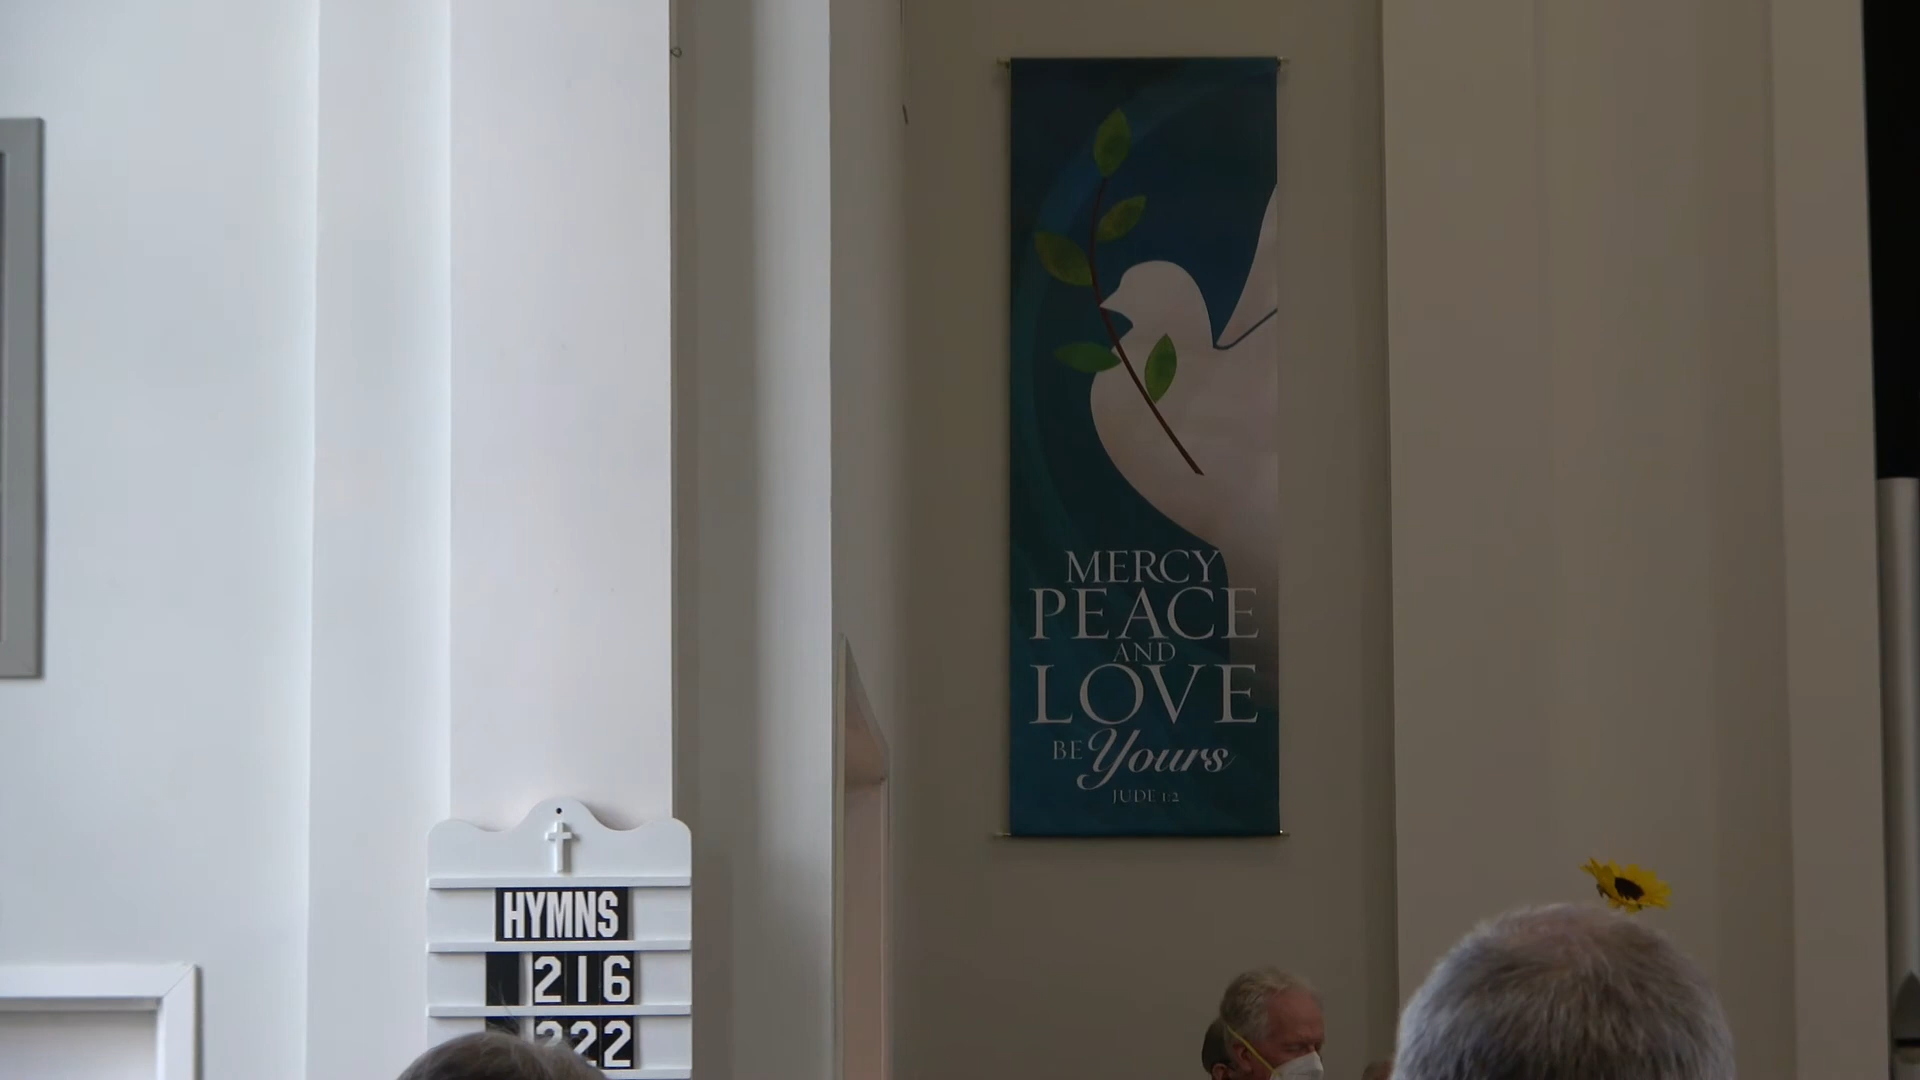 MERCY
PEACE
AND
LOVE
BE Yours
JUDE 1:2
HYMNS
216
222